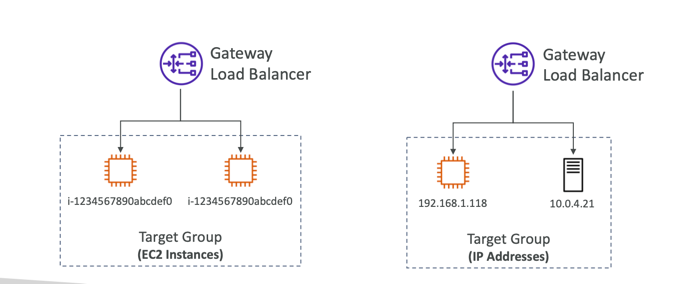 Gateway
Load Balancer
i-1234567890abcdef0
i-1234567890abcdef0
Target Group
(EC2 Instances)
Gateway
Load Balancer
192.168.1.118
10.0.4.21
Target Group
(IP Addresses)